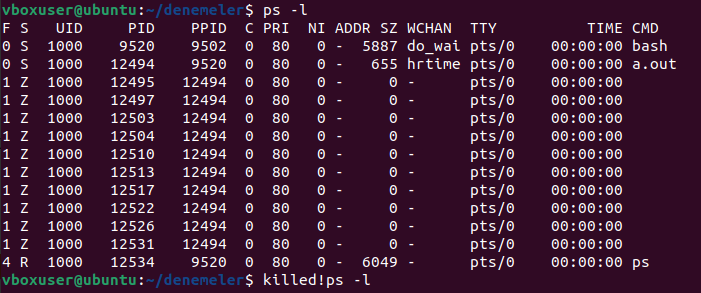 vboxuser@ubuntu:~/denemeler$ ps -l
F S   UID     PID    PPID  C PRI  NI ADDR SZ WCHAN  TTY          TIME CMD
0 S  1000    9520    9502  0  80   0 -  5887 do_wai pts/0    00:00:00 bash
0 S  1000   12494    9520  0  80   0 -   655 hrtime pts/0    00:00:00 a.out
1 Z  1000   12495   12494  0  80   0 -     0 -      pts/0    00:00:00
1 Z  1000   12497   12494  0  80   0 -     0 -      pts/0    00:00:00
1 Z  1000   12503   12494  0  80   0 -     0 -      pts/0    00:00:00
1 Z  1000   12504   12494  0  80   0 -     0 -      pts/0    00:00:00
1 Z  1000   12510   12494  0  80   0 -     0 -      pts/0    00:00:00
1 Z  1000   12513   12494  0  80   0 -     0 -      pts/0    00:00:00
1 Z  1000   12517   12494  0  80   0 -     0 -      pts/0    00:00:00
1 Z  1000   12522   12494  0  80   0 -     0 -      pts/0    00:00:00
1 Z  1000   12526   12494  0  80   0 -     0 -      pts/0    00:00:00
1 Z  1000   12531   12494  0  80   0 -     0 -      pts/0    00:00:00
4 R  1000   12534    9520  0  80   0 -  6049 -      pts/0    00:00:00 ps
vboxuser@ubuntu:~/denemeler$ killed!ps -l